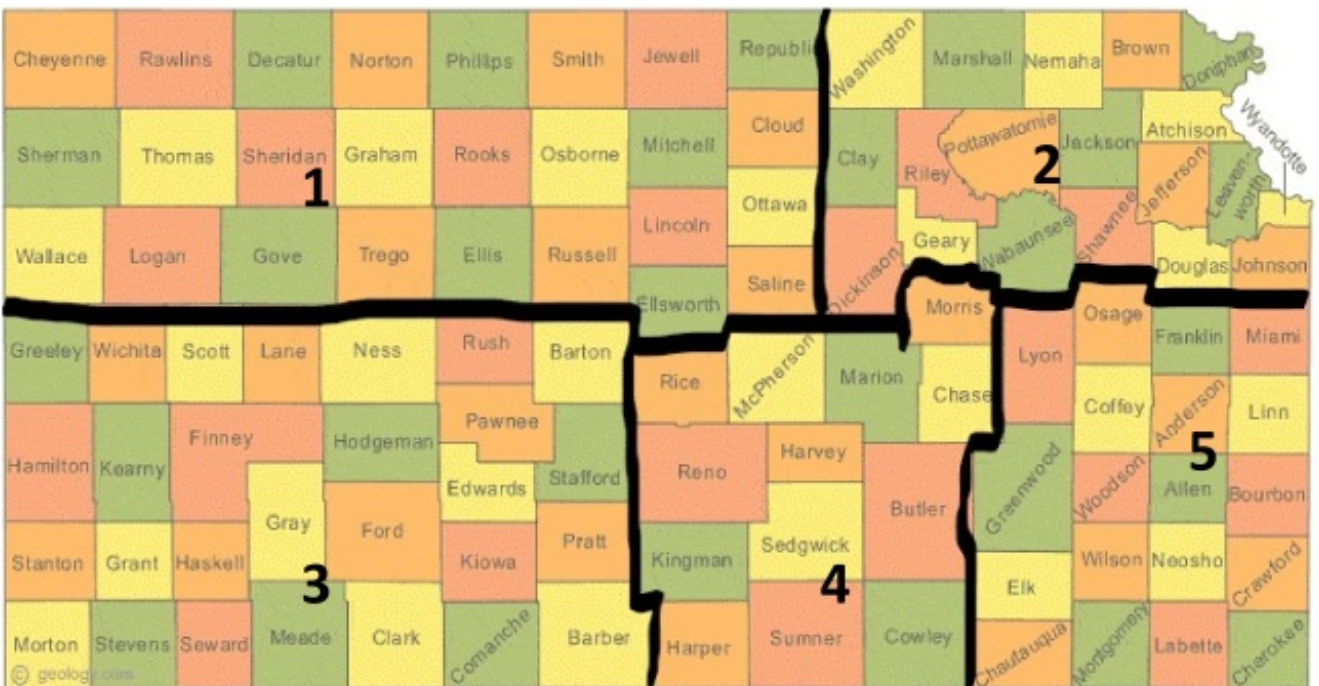 Cheyenne Rawlins Decatur Norton Phillips Smith Jewell Republi Washington Marshall Nemaha Brown Doniphan
Sherman Thomas Sheridan Graham Rooks Osborne Mitchell Cloud Clay Riley Pottawatomie Jackson Atchison Wyandotte
1
2
Ottawa Jefferson Leaven-
worth
Wallace Logan Gove Trego Ellis Russell Lincoln Saline Dickinson Geary Wabaunsee Shawnee Douglas Johnson
Ellsworth Morris Osage
Greeley Wichita Scott Lane Ness Rush Barton Rice McPherson Marion Chase Lyon Franklin Miami
Hamilton Kearny Finney Hodgeman Pawnee Stafford Reno Harvey Butler Greenwood Coffey Anderson Linn
5
Gray Ford Edwards Sedgwick Woodson Allen Bourbon
Stanton Grant Haskell Kiowa Pratt Kingman Elk Wilson Neosho Crawford
3
4
Morton Stevens Seward Meade Clark Comanche Barber Harper Sumner Cowley Chautauqua Montgomery Labette Cherokee
© geology.com